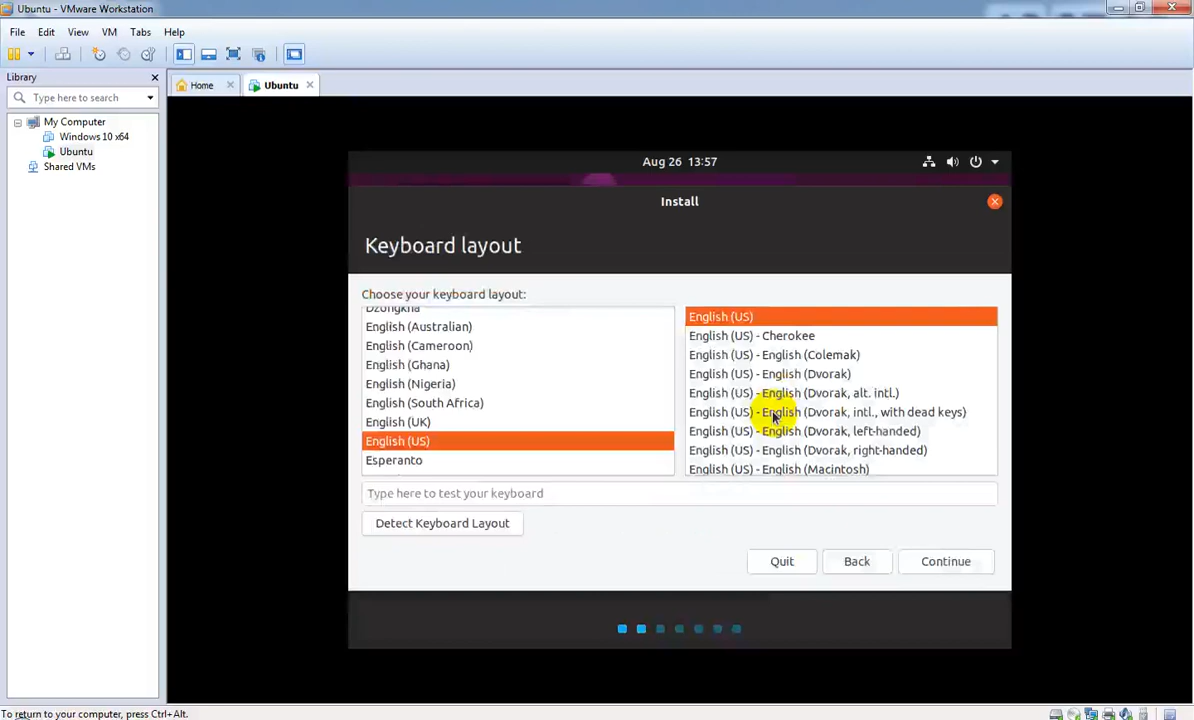 Ubuntu - VMware Workstation
File Edit View VM Tabs Help
Library
Type here to search
My Computer
Windows 10 x64
Ubuntu
Shared VMs
Home
Ubuntu
Aug 26 13:57
Install
Keyboard layout
Choose your keyboard layout:
Dzongkha
English (Australian)
English (Cameroon)
English (Ghana)
English (Nigeria)
English (South Africa)
English (UK)
English (US)
Esperanto
English (US)
English (US) - Cherokee
English (US) - English (Colemak)
English (US) - English (Dvorak)
English (US) - English (Dvorak, alt. intl.)
English (US) - English (Dvorak, intl., with dead keys)
English (US) - English (Dvorak, left-handed)
English (US) - English (Dvorak, right-handed)
English (US) - English (Macintosh)
Type here to test your keyboard
Detect Keyboard Layout
Quit Back Continue
To return to your computer, press Ctrl+Alt.